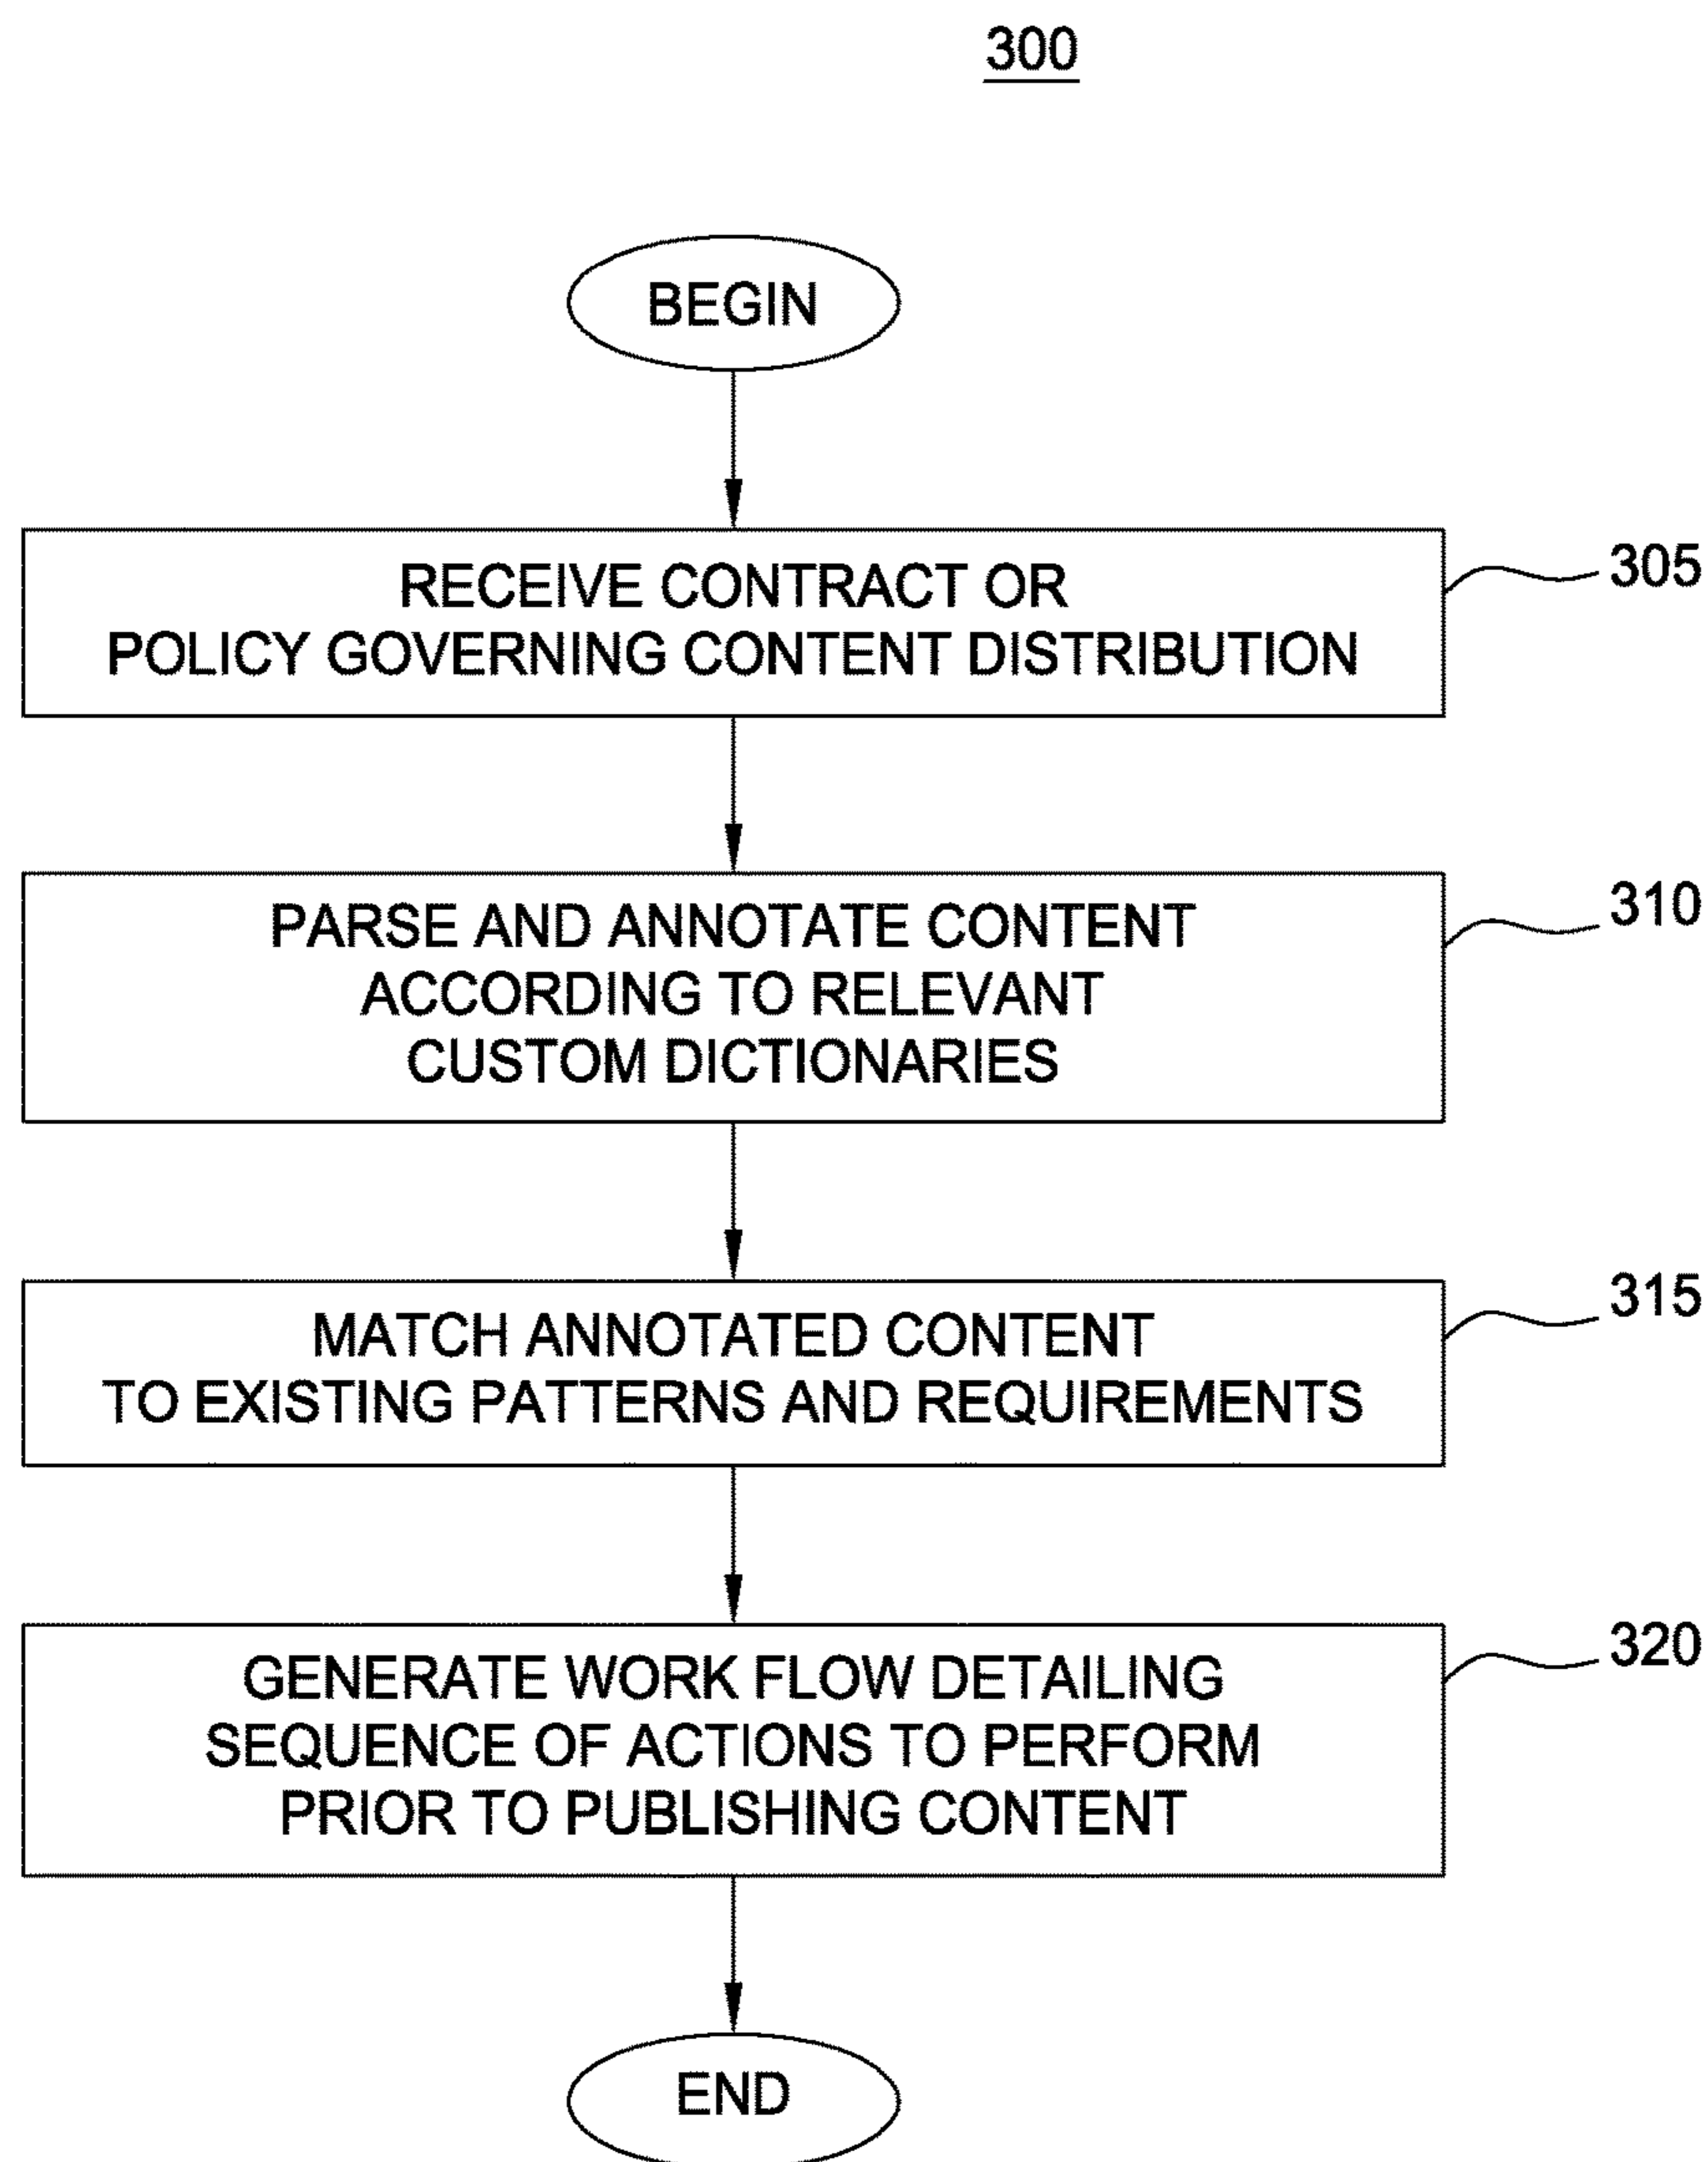 300
BEGIN
RECEIVE CONTRACT OR
POLICY GOVERNING CONTENT DISTRIBUTION
305
PARSE AND ANNOTATE CONTENT
ACCORDING TO RELEVANT
CUSTOM DICTIONARIES
310
MATCH ANNOTATED CONTENT
TO EXISTING PATTERNS AND REQUIREMENTS
315
GENERATE WORK FLOW DETAILING
SEQUENCE OF ACTIONS TO PERFORM
PRIOR TO PUBLISHING CONTENT
320
END